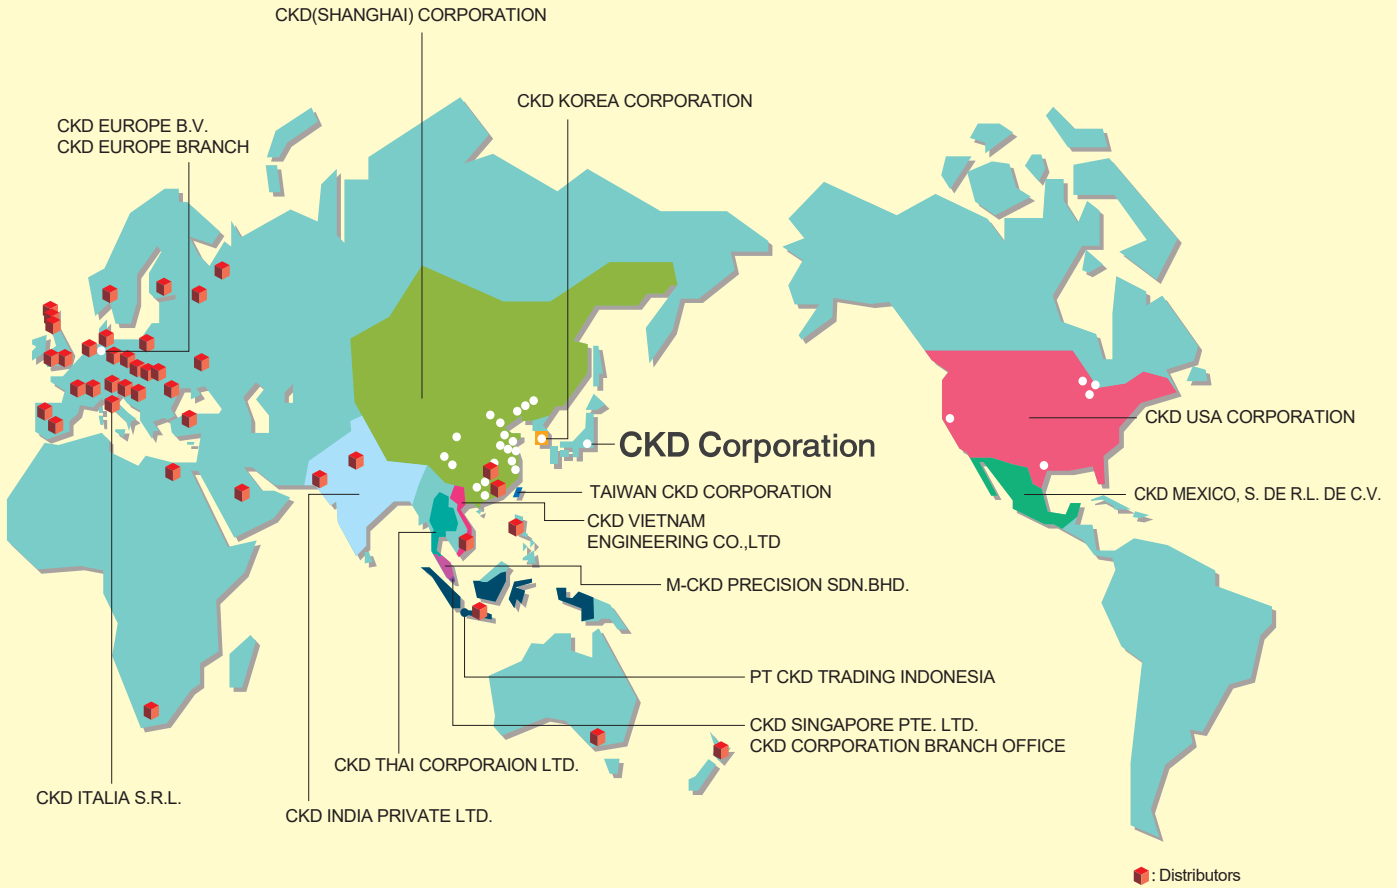 CKD(SHANGHAI) CORPORATION
CKD KOREA CORPORATION
CKD EUROPE B.V.
CKD EUROPE BRANCH
CKD USA CORPORATION
CKD Corporation
TAIWAN CKD CORPORATION
CKD MEXICO, S. DE R.L. DE C.V.
CKD VIETNAM
ENGINEERING CO.,LTD
M-CKD PRECISION SDN.BHD.
PT CKD TRADING INDONESIA
CKD SINGAPORE PTE. LTD.
CKD CORPORATION BRANCH OFFICE
CKD THAI CORPORAION LTD.
CKD ITALIA S.R.L.
CKD INDIA PRIVATE LTD.
: Distributors